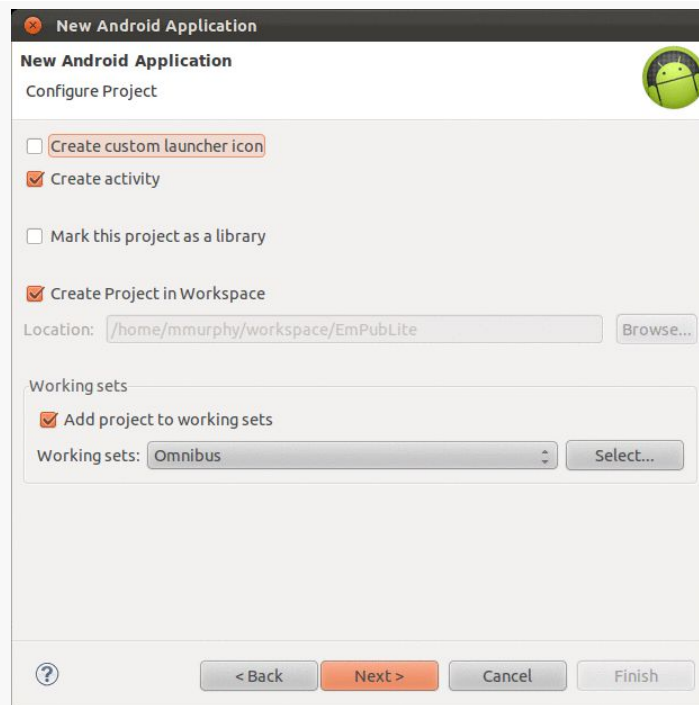 New Android Application
New Android Application
Configure Project
Create custom launcher icon
Create activity
Mark this project as a library
Create Project in Workspace
Location: /home/mmurphy/workspace/EmPubLite Browse...
Working sets
Add project to working sets
Working sets: Omnibus Select...
? < Back Next > Cancel Finish